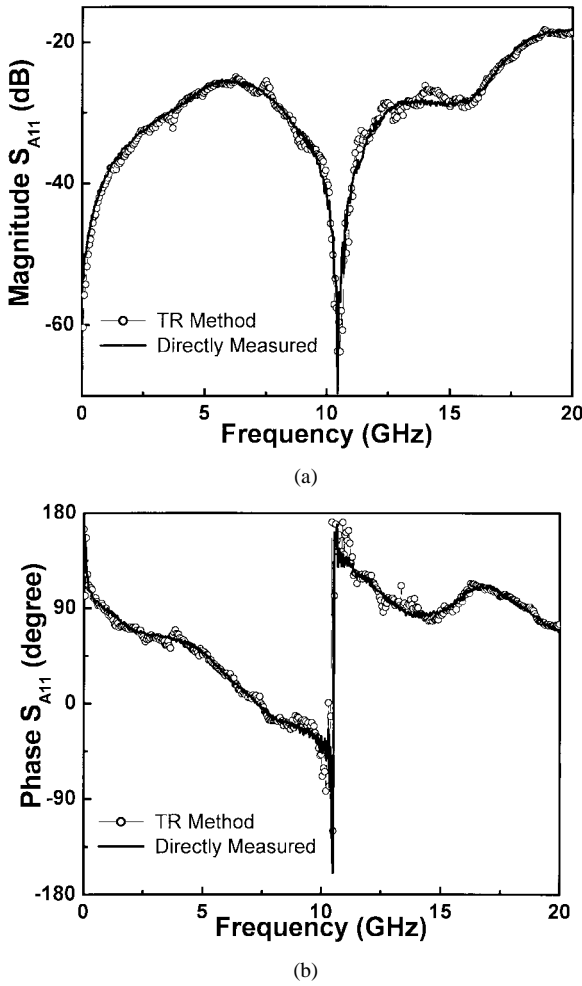 -20
-40
-60
Magnitude S_A11 (dB)
TR Method
Directly Measured
0
5
10
15
20
Frequency (GHz)
(a)
180
90
0
-90
-180
Phase S_A11 (degree)
TR Method
Directly Measured
0
5
10
15
20
Frequency (GHz)
(b)